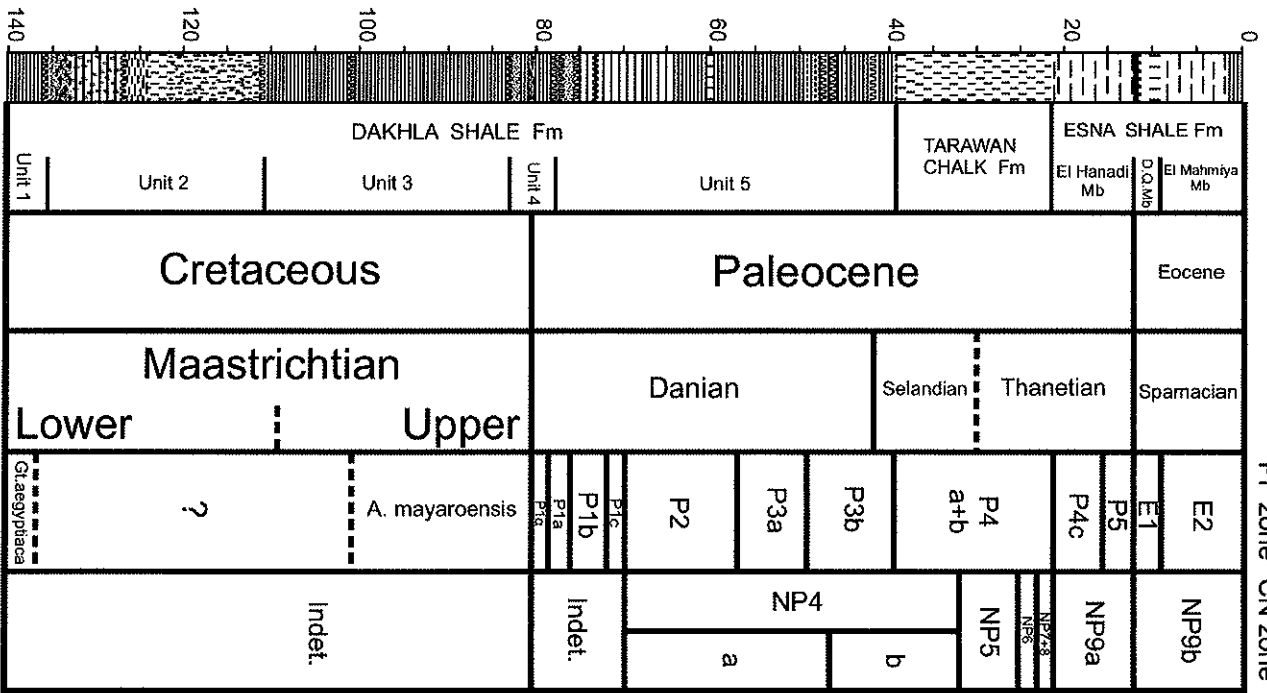 140 120 100 80 60 40 20 0
DAKHLA SHALE Fm
TARAWAN
CHALK Fm
ESNA SHALE Fm
Unit 1
Unit 2
Unit 3
Unit 4
Unit 5
El Hanadi
Mb
D.Q.Mb
El Mahmiya
Mb
Cretaceous
Paleocene
Eocene
Maastrichtian
Lower
Upper
Danian
Selandian
Thanetian
Sparnacian
Gt.aegyptiaca
?
A. mayaroensis
P1a
P1b
P1c
P2
P3a
P3b
P4
a+b
P4c
P5
E1
E2
Indet.
Indet.
NP4
a
b
NP5
NP6
NP7+8
NP9a
NP9b
zone
zone